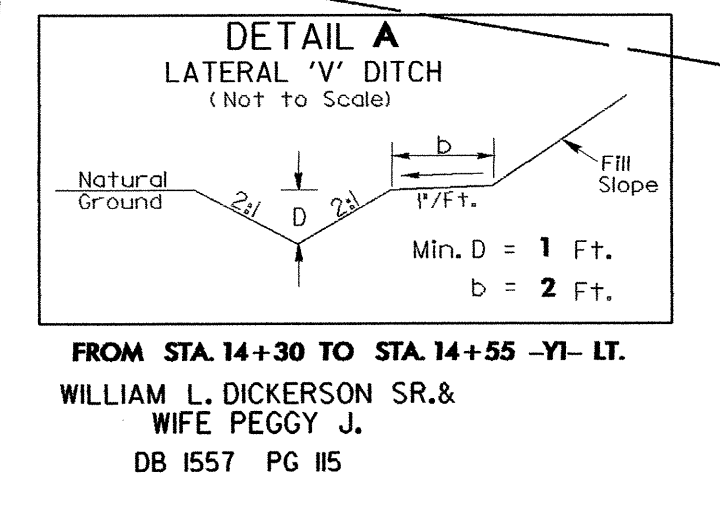 DETAIL A
LATERAL 'V' DITCH
(Not to Scale)
b
Natural
Ground
2:1
D
2:1
1"/Ft.
Fill
Slope
Min. D = 1 Ft.
b = 2 Ft.
FROM STA. 14+30 TO STA. 14+55 -Y1- LT.
WILLIAM L. DICKERSON SR.&
WIFE PEGGY J.
DB 1557 PG 115